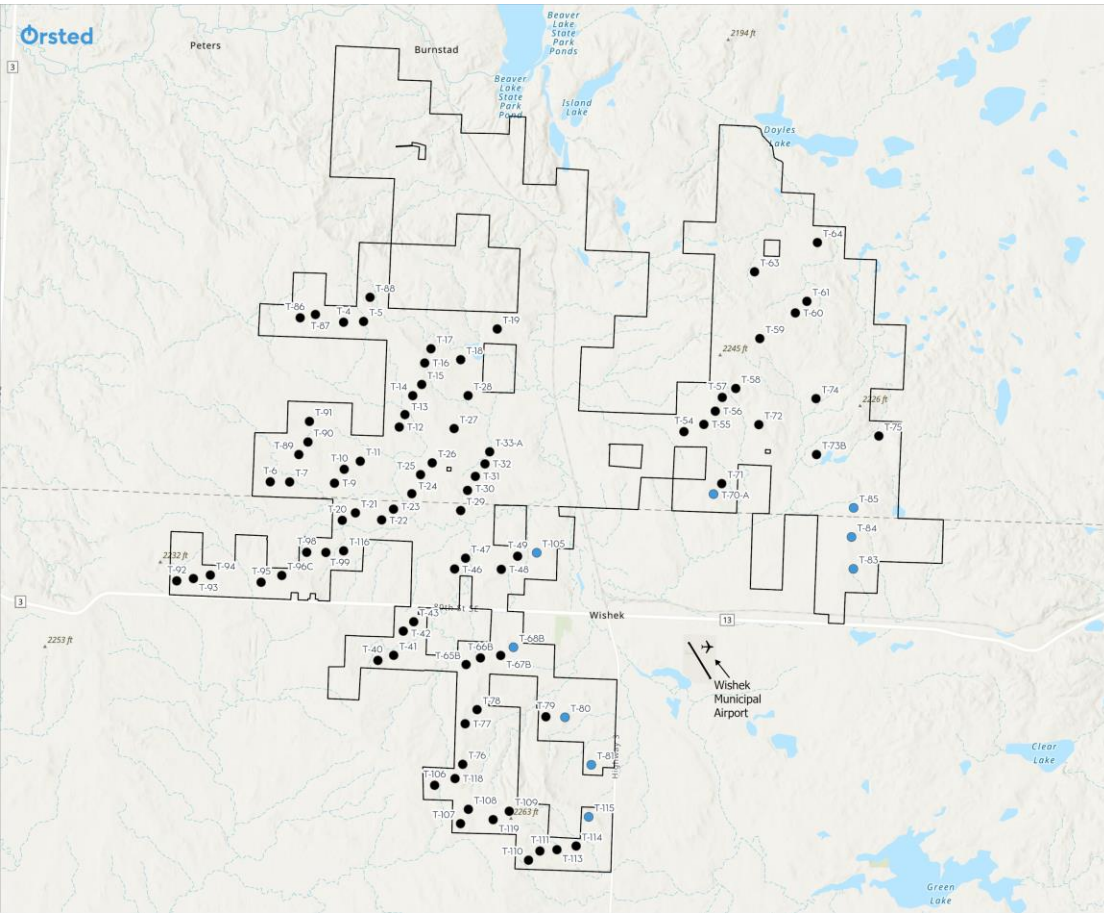 Ørsted
Peters
Burnstad
Beaver
Lake
State
Park
Ponds
2194 ft
3
Beaver
Lake
State
Park
Pond
Island
Lake
Doyles
Lake
T-64
T-63
T-88
T-86
T-4
T-5
T-87
T-61
T-60
T-19
T-59
T-17
T-18
2245 ft
T-16
T-15
T-14
T-28
T-57
T-58
T-74
2226 ft
T-13
T-56
T-91
T-12
T-27
T-54
T-55
T-72
T-75
T-90
T-89
T-33-A
T-73B
T-11
T-10
T-26
T-32
T-25
T-31
T-6
T-7
T-9
T-71
T-24
T-30
T-70-A
T-85
T-21
T-23
T-29
T-20
T-22
T-84
T-98
T-116
T-47
T-49
T-105
2232 ft
T-99
T-83
T-94
T-96C
T-46
T-48
T-92
T-93
T-95
3
89th St SE
Wishek
13
T-43
T-42
2253 ft
T-68B
T-66B
T-41
T-65B
T-40
T-67B
Wishek
Municipal
Airport
T-78
T-79
T-80
T-77
Highway 3
T-76
T-81
Clear
Lake
T-106
T-118
T-108
T-109
2263 ft
T-115
T-107
T-119
T-111
T-114
T-110
T-113
Green
Lake